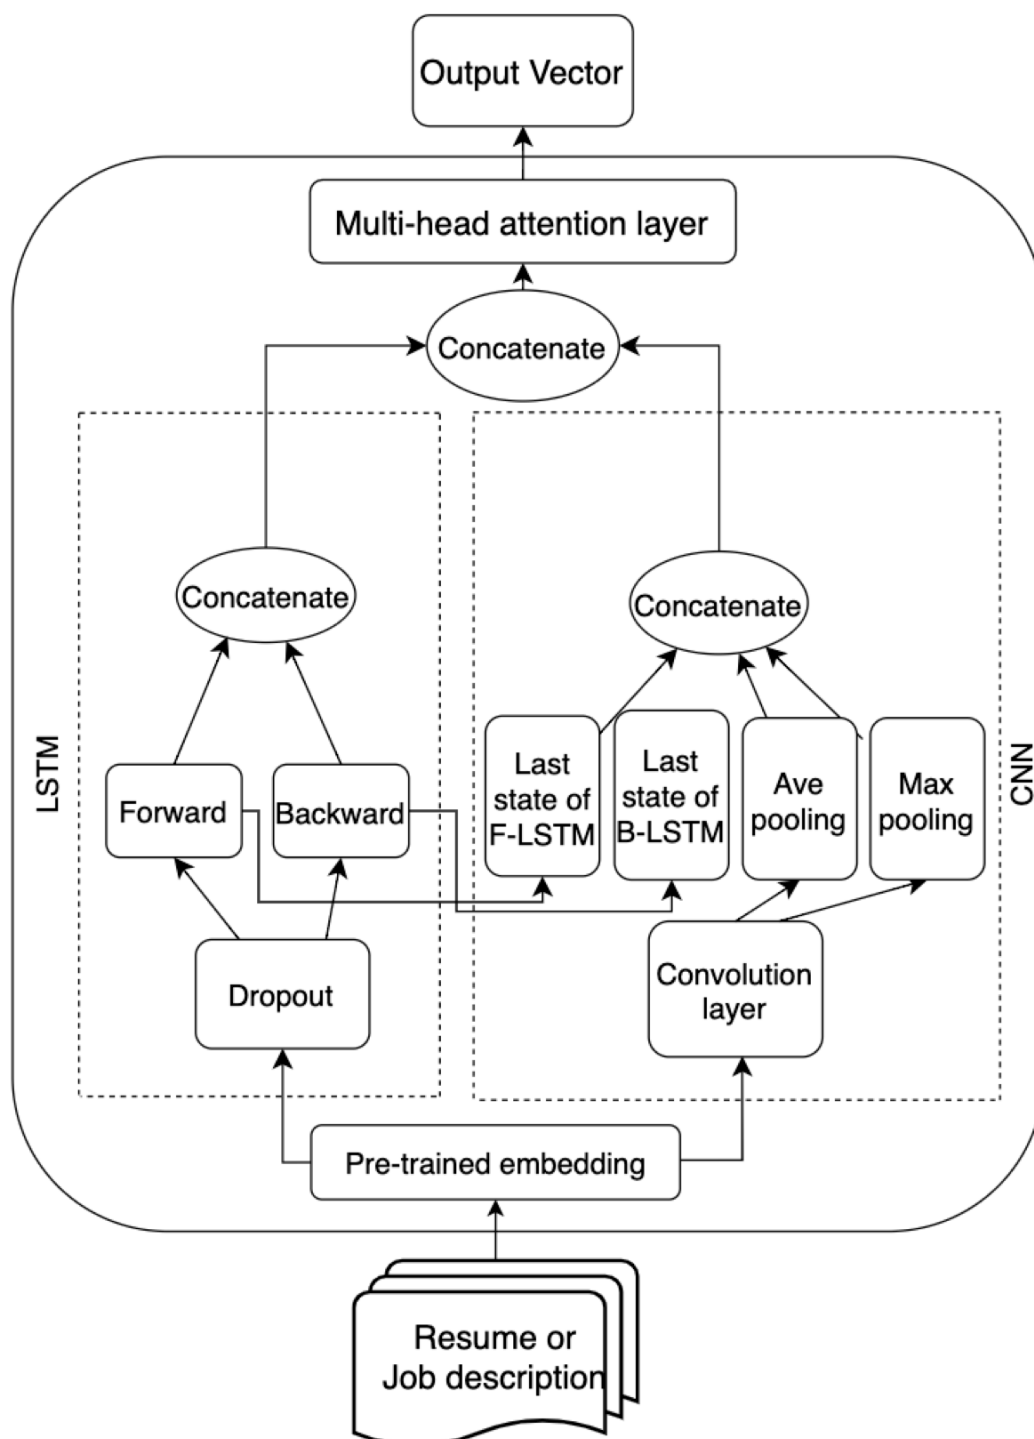 Output Vector
Multi-head attention layer
Concatenate
Concatenate
Concatenate
LSTM
CNN
Forward
Backward
Last
state of
F-LSTM
Last
state of
B-LSTM
Ave
pooling
Max
pooling
Dropout
Convolution
layer
Pre-trained embedding
Resume or
Job description